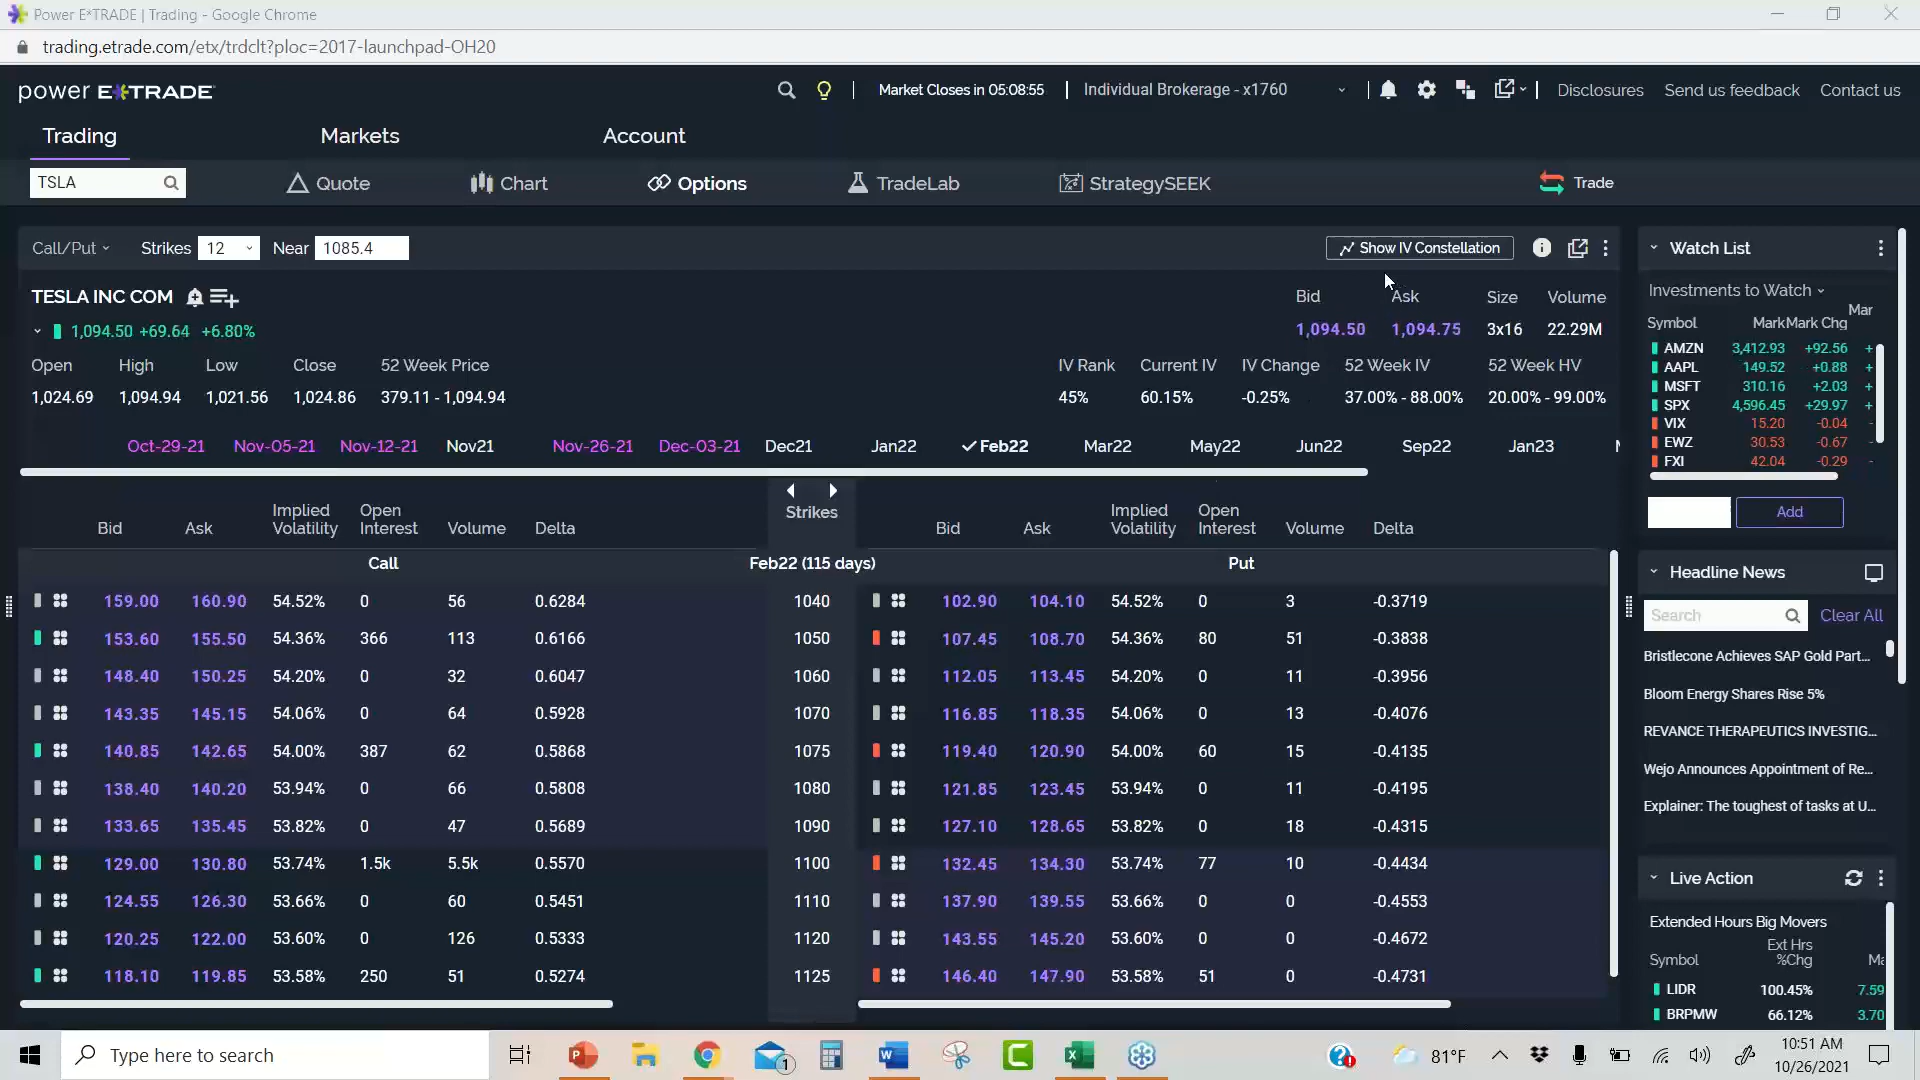 Power E*TRADE | Trading - Google Chrome
trading.etrade.com/etx/trdclt?ploc=2017-launchpad-OH20
power E*TRADE
Market Closes in 05:08:55
Individual Brokerage - x1760
Disclosures
Send us feedback
Contact us
Trading
Markets
Account
TSLA
Quote
Chart
Options
TradeLab
StrategySEEK
Trade
Call/Put
Strikes 12
Near 1085.4
Show IV Constellation
TESLA INC COM
Bid Ask Size Volume
1,094.50 +69.64 +6.80%
1,094.50 1,094.75 3x16 22.29M
Open High Low Close 52 Week Price
IV Rank Current IV IV Change 52 Week IV 52 Week HV
1,024.69 1,094.94 1,021.56 1,024.86 379.11 - 1,094.94
45% 60.15% -0.25% 37.00% - 88.00% 20.00% - 99.00%
Oct-29-21 Nov-05-21 Nov-12-21 Nov21 Nov-26-21 Dec-03-21 Dec21 Jan22 Feb22 Mar22 May22 Jun22 Sep22 Jan23
Strikes
Bid Ask Implied Volatility Open Interest Volume Delta
Bid Ask Implied Volatility Open Interest Volume Delta
Call Feb22 (115 days) Put
159.00 160.90 54.52% 0 56 0.6284 1040 102.90 104.10 54.52% 0 3 -0.3719
153.60 155.50 54.36% 366 113 0.6166 1050 107.45 108.70 54.36% 80 51 -0.3838
148.40 150.25 54.20% 0 32 0.6047 1060 112.05 113.45 54.20% 0 11 -0.3956
143.35 145.15 54.06% 0 64 0.5928 1070 116.85 118.35 54.06% 0 13 -0.4076
140.85 142.65 54.00% 387 62 0.5868 1075 119.40 120.90 54.00% 60 15 -0.4135
138.40 140.20 53.94% 0 66 0.5808 1080 121.85 123.45 53.94% 0 11 -0.4195
133.65 135.45 53.82% 0 47 0.5689 1090 127.10 128.65 53.82% 0 18 -0.4315
129.00 130.80 53.74% 1.5k 5.5k 0.5570 1100 132.45 134.30 53.74% 77 10 -0.4434
124.55 126.30 53.66% 0 60 0.5451 1110 137.90 139.55 53.66% 0 0 -0.4553
120.25 122.00 53.60% 0 126 0.5333 1120 143.55 145.20 53.60% 0 0 -0.4672
118.10 119.85 53.58% 250 51 0.5274 1125 146.40 147.90 53.58% 51 0 -0.4731
Watch List
Investments to Watch
Symbol Mark Mark Chg Mar
AMZN 3,412.93 +92.56 +
AAPL 149.52 +0.88 +
MSFT 310.16 +2.03 +
SPX 4,596.45 +29.97 +
VIX 15.20 -0.04 -
EWZ 30.53 -0.67 -
FXI 42.04 -0.29 -
Add
Headline News
Search
Clear All
Bristlecone Achieves SAP Gold Part...
Bloom Energy Shares Rise 5%
REVANCE THERAPEUTICS INVESTIG...
Wejo Announces Appointment of Re...
Explainer: The toughest of tasks at U...
Live Action
Extended Hours Big Movers
Symbol Ext Hrs %Chg
LIDR 100.45% 7.59
BRPMW 66.12% 3.70
Type here to search
1
81°F
10:51 AM
10/26/2021